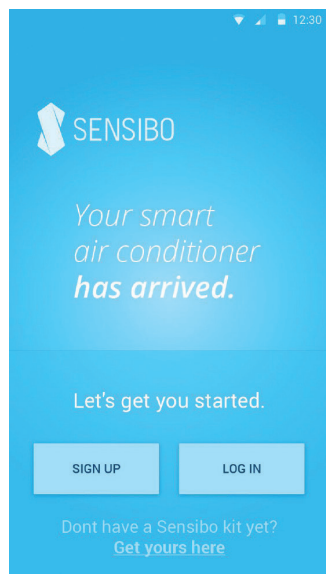 12:30
SENSIBO
Your smart
air conditioner
has arrived.
Let's get you started.
SIGN UP
LOG IN
Dont have a Sensibo kit yet?
Get yours here